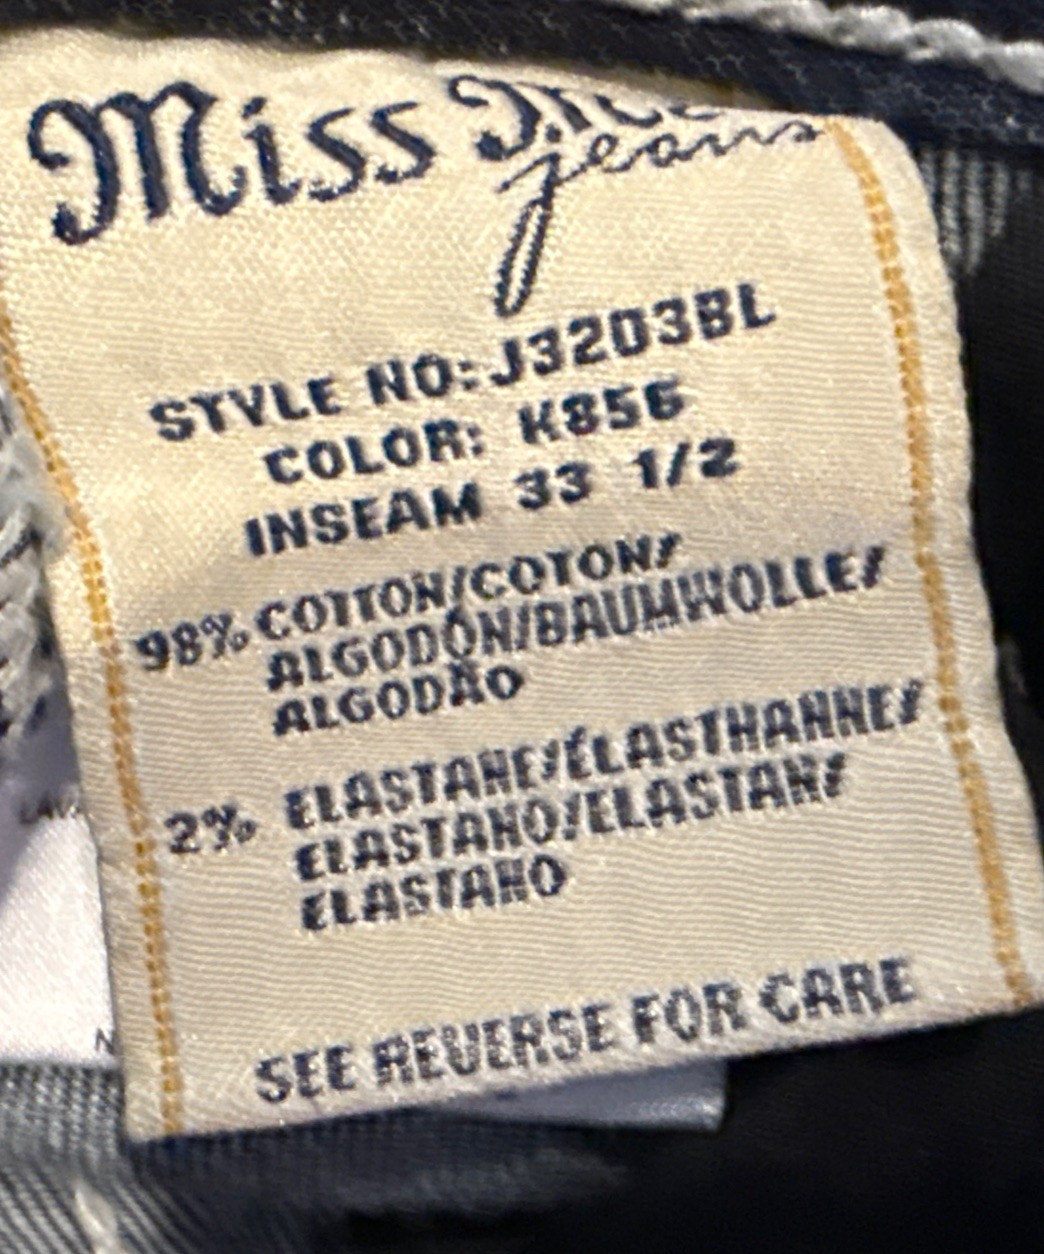 Miss Me
jeans
STYLE NO: J3203BL
COLOR: K856
INSEAM 33 1/2
98% COTTON/COTON/
ALGODÓN/BAUMWOLLE/
ALGODÃO
2% ELASTANE/ÉLASTHANNE/
ELASTANO/ELASTAN/
ELASTANO
SEE REVERSE FOR CARE